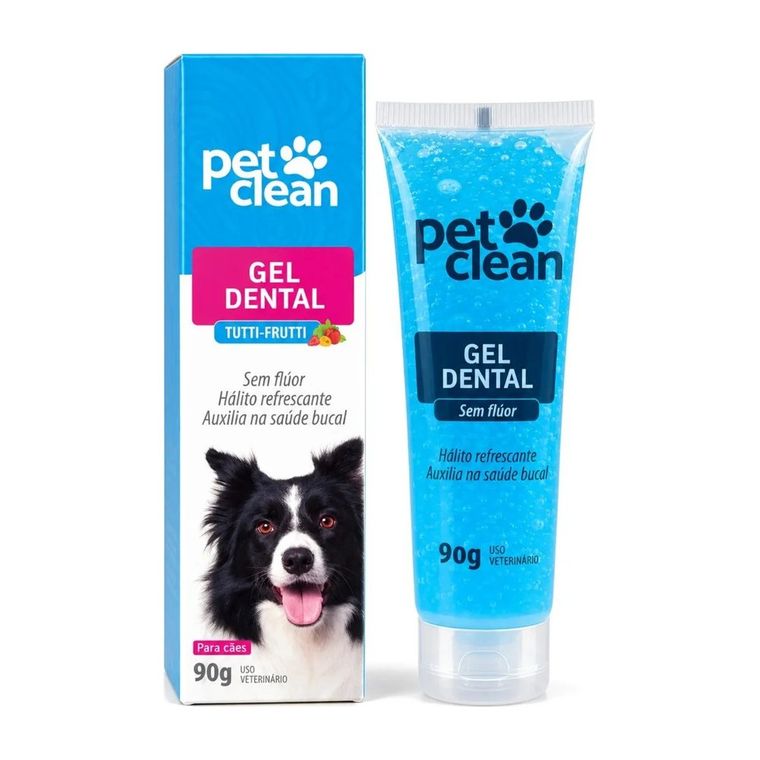 pet
clean
GEL
DENTAL
TUTTI-FRUTTI
Sem flúor
Hálito refrescante
Auxilia na saúde bucal
Para cães
90g USO
VETERINÁRIO
pet
clean
GEL
DENTAL
Sem flúor
Hálito refrescante
Auxilia na saúde bucal
90g USO
VETERINÁRIO